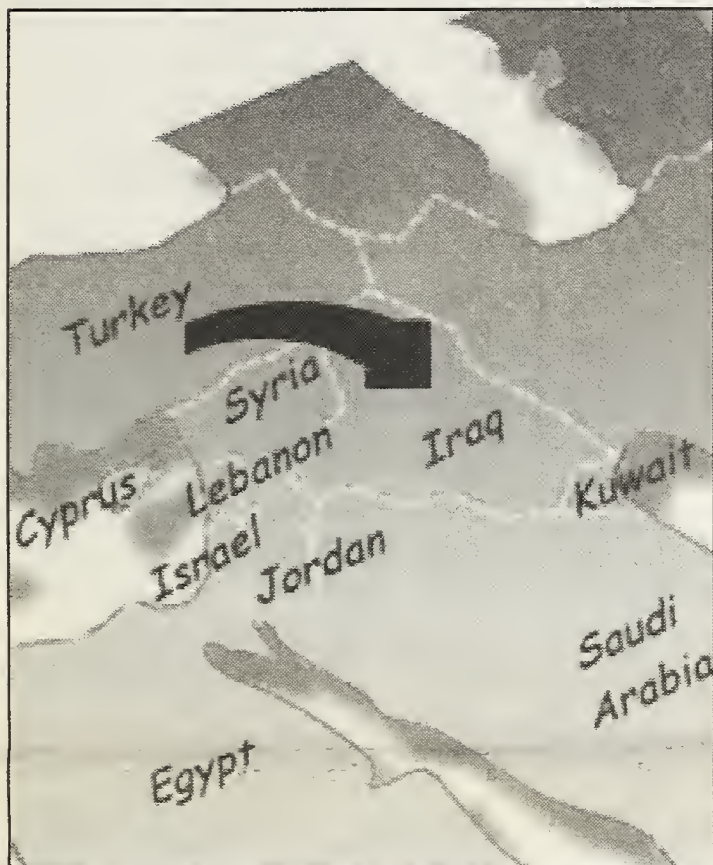 Turkey
Syria
Iraq
Lebanon
Kuwait
Cyprus
Israel
Jordan
Saudi
Arabia
Egypt